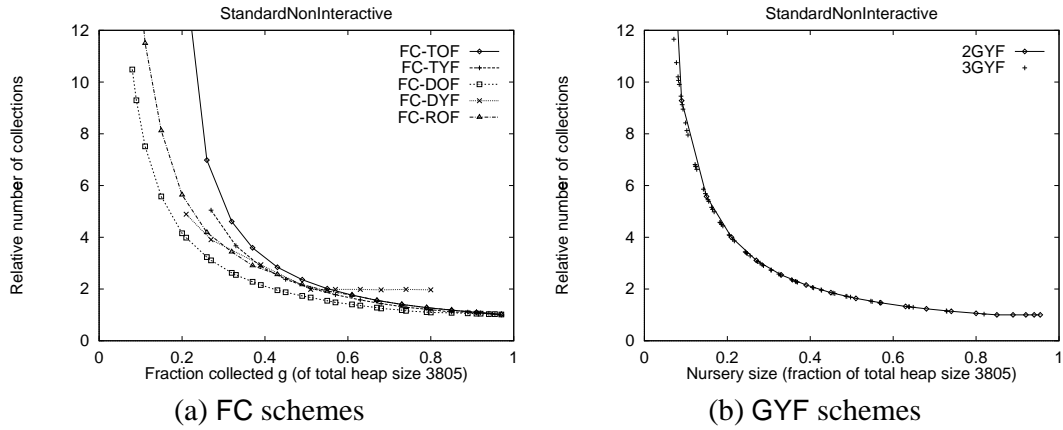 StandardNonInteractive
12
10
8
6
4
2
0
Relative number of collections
FC-TOF
FC-TYF
FC-DOF
FC-DYF
FC-ROF
0 0.2 0.4 0.6 0.8 1
Fraction collected g (of total heap size 3805)
(a) FC schemes
StandardNonInteractive
12
10
8
6
4
2
0
Relative number of collections
2GYF
3GYF
0 0.2 0.4 0.6 0.8 1
Nursery size (fraction of total heap size 3805)
(b) GYF schemes